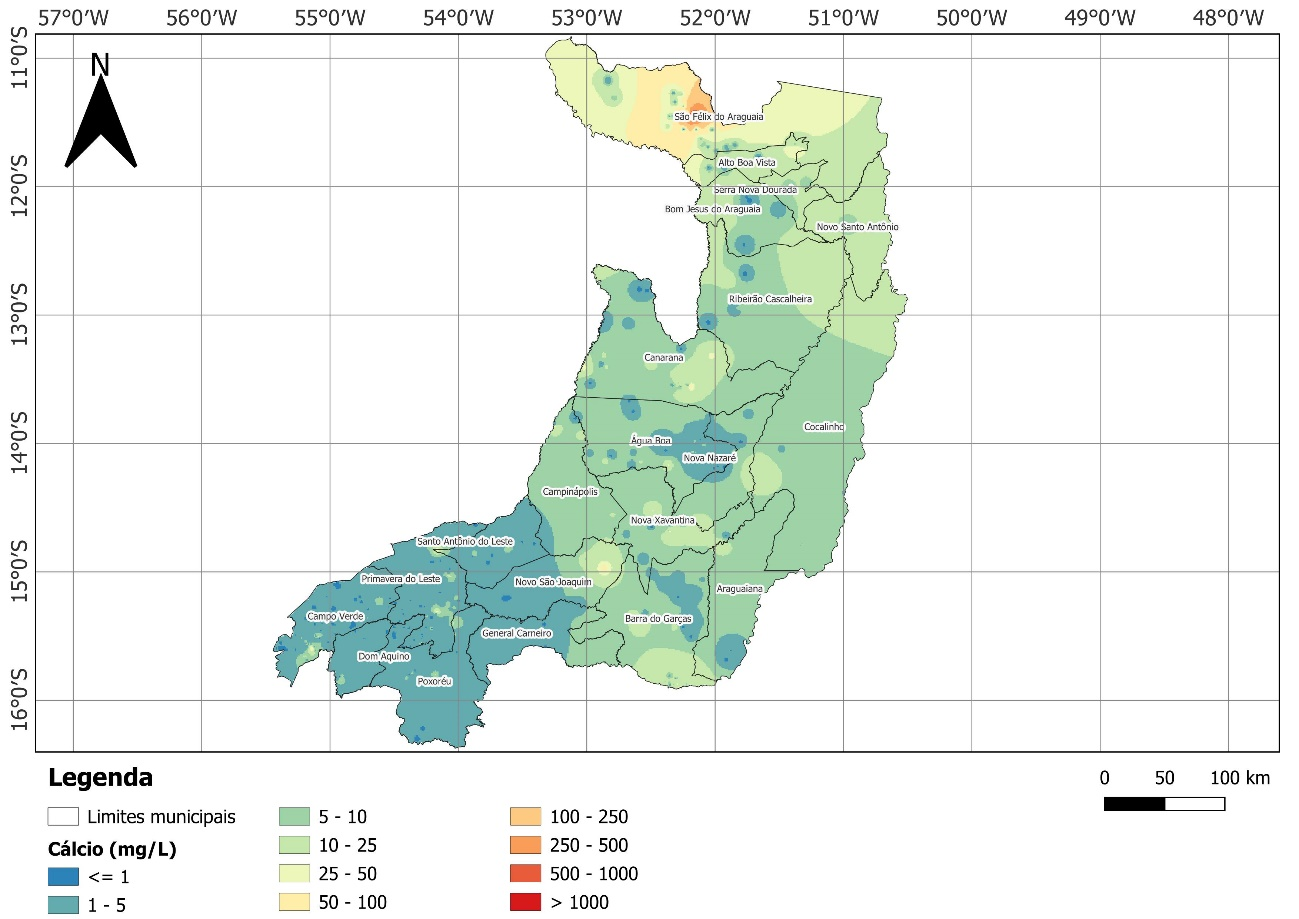 57°0'W 56°0'W 55°0'W 54°0'W 53°0'W 52°0'W 51°0'W 50°0'W 49°0'W 48°0'W
11°0'S
12°0'S
13°0'S
14°0'S
15°0'S
16°0'S
N
São Félix do Araguaia
Alto Boa Vista
Serra Nova Dourada
Bom Jesus do Araguaia
Novo Santo Antônio
Ribeirão Cascalheira
Canarana
Cocalinho
Água Boa
Nova Nazaré
Campinápolis
Nova Xavantina
Santo Antônio do Leste
Primavera do Leste
Novo São Joaquim
Araguaiana
Campo Verde
Barra do Garças
General Carneiro
Dom Aquino
Poxoréu
Legenda
Limites municipais
Cálcio (mg/L)
<= 1
1 - 5
5 - 10
10 - 25
25 - 50
50 - 100
100 - 250
250 - 500
500 - 1000
> 1000
0 50 100 km